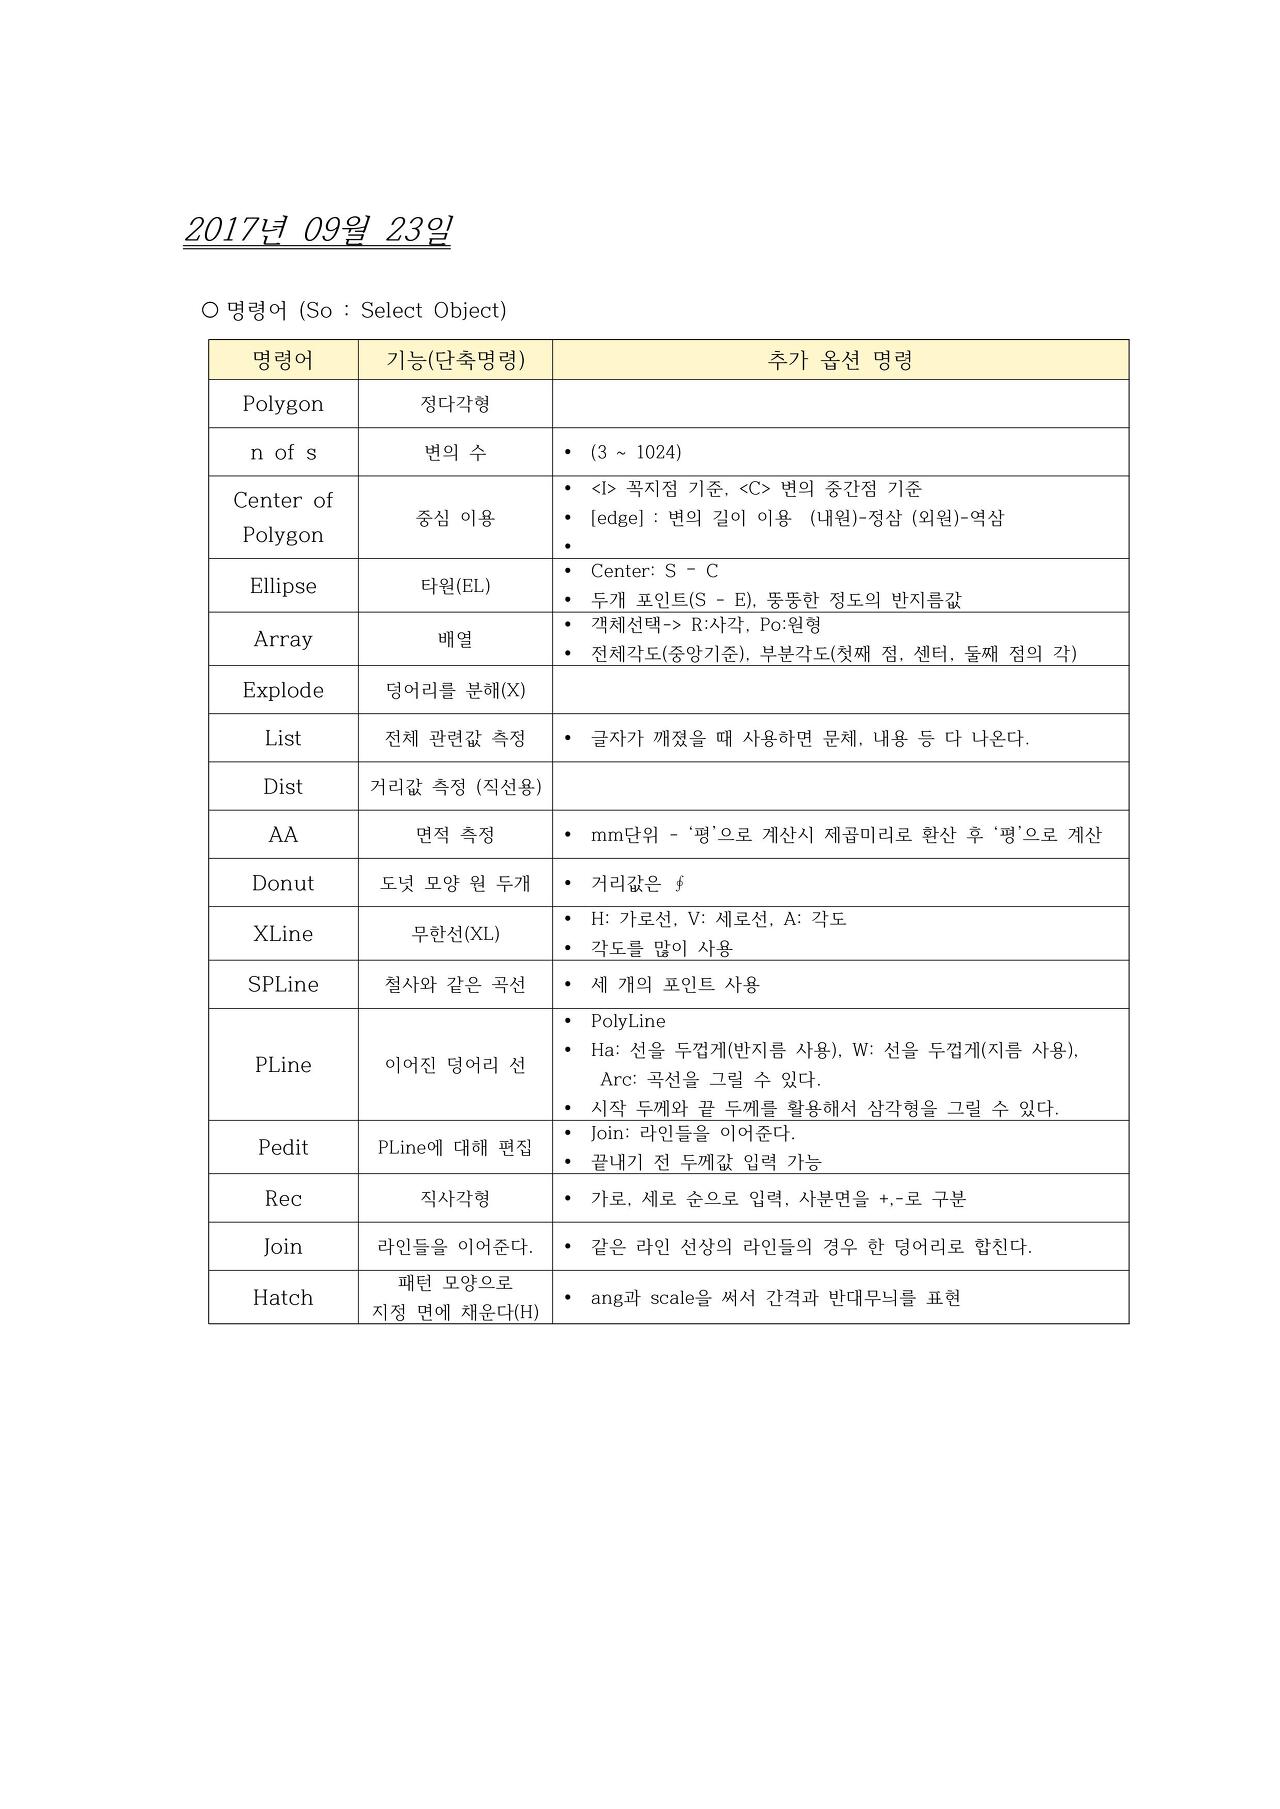 2017년 09월 23일
○ 명령어 (So : Select Object)
명령어 기능(단축명령) 추가 옵션 명령
Polygon 정다각형
n of s 변의 수 • (3 ~ 1024)
Center of Polygon 중심 이용 • <I> 꼭지점 기준, <C> 변의 중간점 기준
• [edge] : 변의 길이 이용 (내원)-정삼 (외원)-역삼
•
Ellipse 타원(EL) • Center: S - C
• 두개 포인트(S - E), 뚱뚱한 정도의 반지름값
Array 배열 • 객체선택-> R:사각, Po:원형
• 전체각도(중앙기준), 부분각도(첫째 점, 센터, 둘째 점의 각)
Explode 덩어리를 분해(X)
List 전체 관련값 측정 • 글자가 깨졌을 때 사용하면 문체, 내용 등 다 나온다.
Dist 거리값 측정 (직선용)
AA 면적 측정 • mm단위 - ‘평’으로 계산시 제곱미리로 환산 후 ‘평’으로 계산
Donut 도넛 모양 원 두개 • 거리값은 ∮
XLine 무한선(XL) • H: 가로선, V: 세로선, A: 각도
• 각도를 많이 사용
SPLine 철사와 같은 곡선 • 세 개의 포인트 사용
PLine 이어진 덩어리 선 • PolyLine
• Ha: 선을 두껍게(반지름 사용), W: 선을 두껍게(지름 사용),
Arc: 곡선을 그릴 수 있다.
• 시작 두께와 끝 두께를 활용해서 삼각형을 그릴 수 있다.
Pedit PLine에 대해 편집 • Join: 라인들을 이어준다.
• 끝내기 전 두께값 입력 가능
Rec 직사각형 • 가로, 세로 순으로 입력, 사분면을 +,-로 구분
Join 라인들을 이어준다. • 같은 라인 선상의 라인들의 경우 한 덩어리로 합친다.
Hatch 패턴 모양으로
지정 면에 채운다(H) • ang과 scale을 써서 간격과 반대무늬를 표현